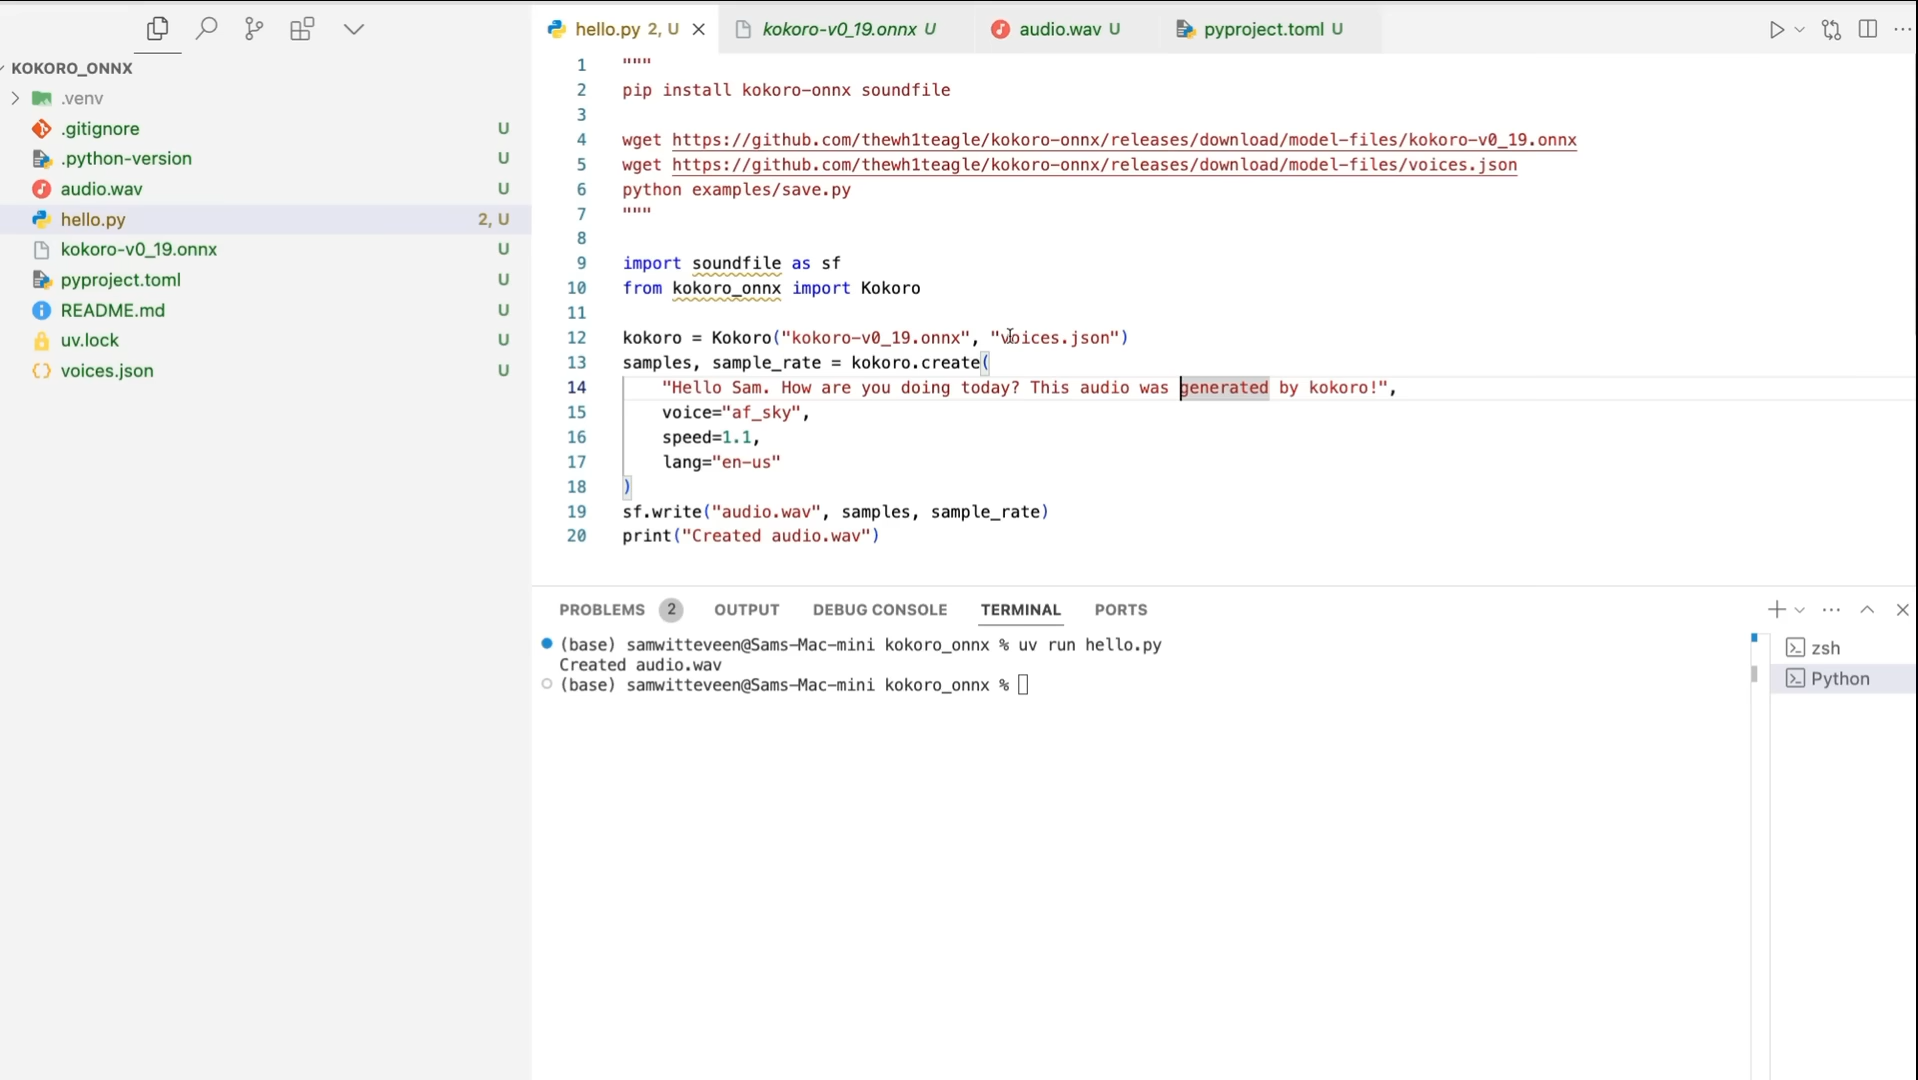 KOKORO_ONNX
.venv
.gitignore U
.python-version U
audio.wav U
hello.py 2, U
kokoro-v0_19.onnx U
pyproject.toml U
README.md U
uv.lock U
voices.json U
hello.py 2, U kokoro-v0_19.onnx U audio.wav U pyproject.toml U
1 """
2 pip install kokoro-onnx soundfile
3
4 wget https://github.com/thewh1teagle/kokoro-onnx/releases/download/model-files/kokoro-v0_19.onnx
5 wget https://github.com/thewh1teagle/kokoro-onnx/releases/download/model-files/voices.json
6 python examples/save.py
7 """
8
9 import soundfile as sf
10 from kokoro_onnx import Kokoro
11
12 kokoro = Kokoro("kokoro-v0_19.onnx", "voices.json")
13 samples, sample_rate = kokoro.create(
14 "Hello Sam. How are you doing today? This audio was generated by kokoro!",
15 voice="af_sky",
16 speed=1.1,
17 lang="en-us"
18 )
19 sf.write("audio.wav", samples, sample_rate)
20 print("Created audio.wav")
PROBLEMS 2 OUTPUT DEBUG CONSOLE TERMINAL PORTS
(base) samwitteveen@Sams-Mac-mini kokoro_onnx % uv run hello.py
Created audio.wav
(base) samwitteveen@Sams-Mac-mini kokoro_onnx %
zsh
Python